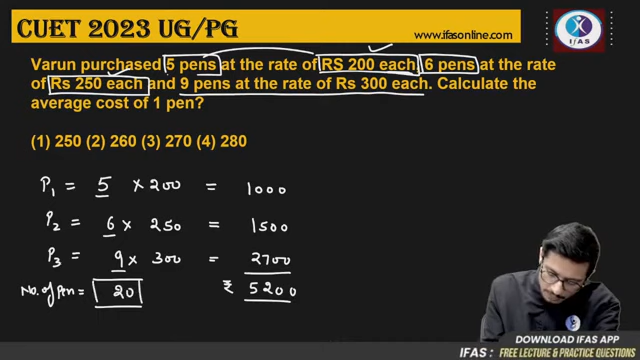 CUET 2023 UG/PG
www.ifasonline.com
IFAS
Varun purchased 5 pens at the rate of RS 200 each, 6 pens at the rate
of Rs 250 each and 9 pens at the rate of Rs 300 each. Calculate the
average cost of 1 pen?
(1) 250 (2) 260 (3) 270 (4) 280
P1 = 5 × 200 = 1000
P2 = 6 × 250 = 1500
P3 = 9 × 300 = 2700
No. of Pen = 20 ₹ 5200
DOWNLOAD IFAS APP
IFAS : FREE LECTURE & PRACTICE QUESTIONS